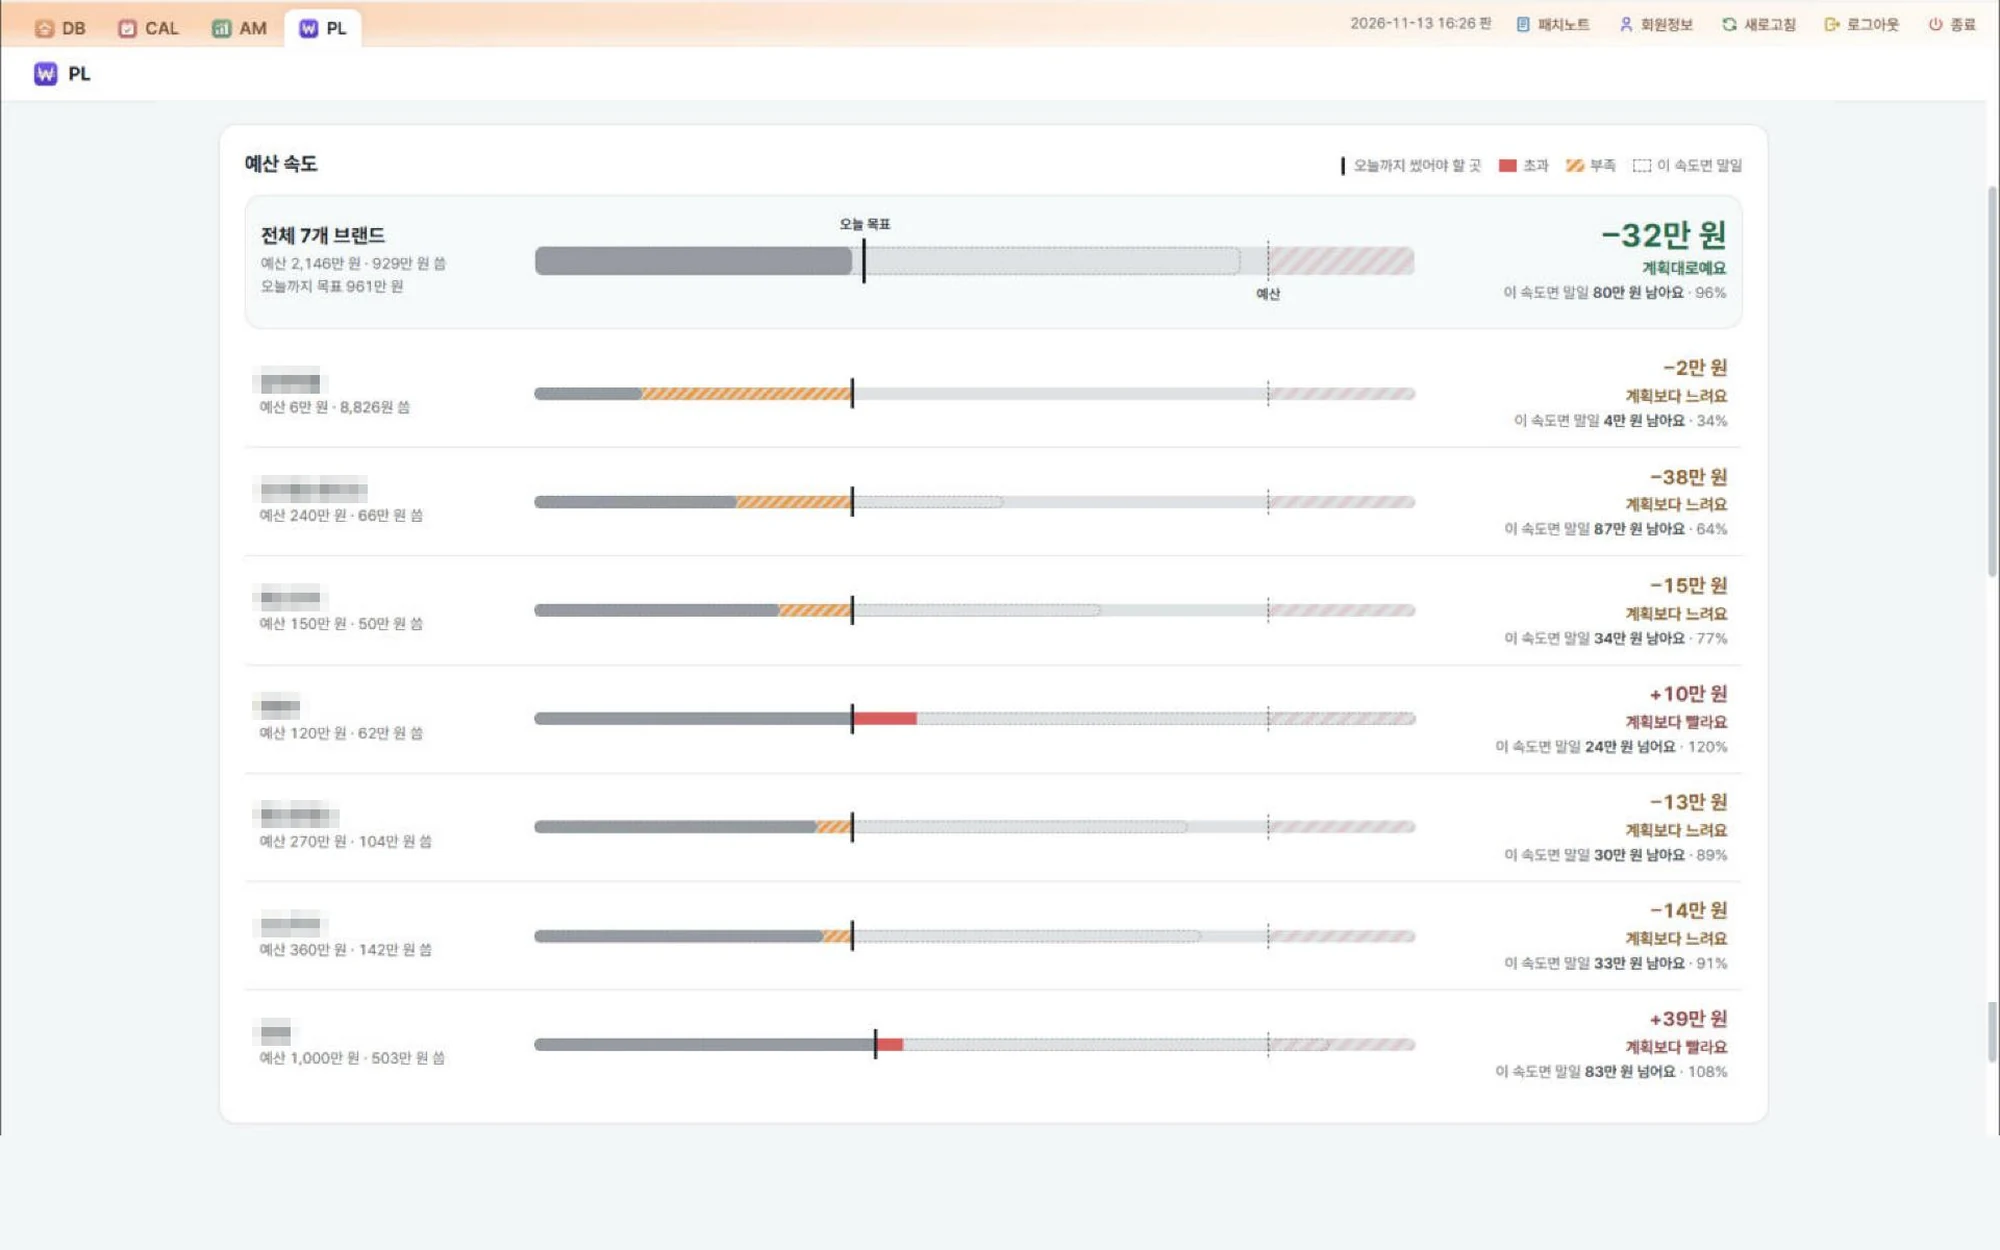 DB CAL AM PL 2026-11-13 16:26 판 패치노트 회원정보 새로고침 로그아웃 종료
PL
예산 속도 오늘까지 썼어야 할 곳 초과 부족 이 속도면 말일
전체 7개 브랜드
예산 2,146만 원 · 929만 원 씀
오늘까지 목표 961만 원
오늘 목표
예산
−32만 원
계획대로예요
이 속도면 말일 80만 원 남아요 · 96%
예산 6만 원 · 8,826원 씀
−2만 원
계획보다 느려요
이 속도면 말일 4만 원 남아요 · 34%
예산 240만 원 · 66만 원 씀
−38만 원
계획보다 느려요
이 속도면 말일 87만 원 남아요 · 64%
예산 150만 원 · 50만 원 씀
−15만 원
계획보다 느려요
이 속도면 말일 34만 원 남아요 · 77%
예산 120만 원 · 62만 원 씀
+10만 원
계획보다 빨라요
이 속도면 말일 24만 원 넘어요 · 120%
예산 270만 원 · 104만 원 씀
−13만 원
계획보다 느려요
이 속도면 말일 30만 원 남아요 · 89%
예산 360만 원 · 142만 원 씀
−14만 원
계획보다 느려요
이 속도면 말일 33만 원 남아요 · 91%
예산 1,000만 원 · 503만 원 씀
+39만 원
계획보다 빨라요
이 속도면 말일 83만 원 넘어요 · 108%